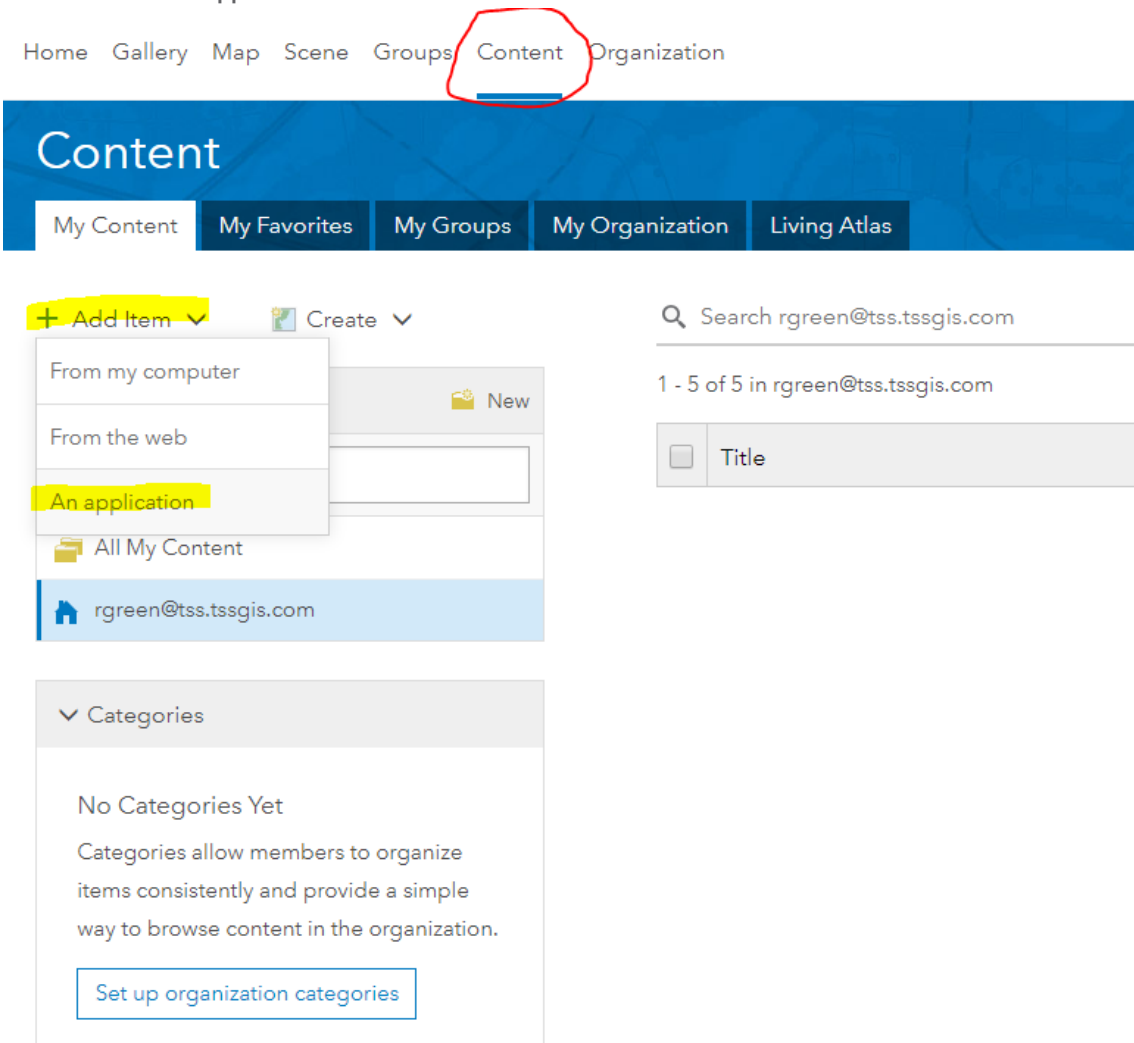 Home Gallery Map Scene Groups Content Organization
Content
My Content My Favorites My Groups My Organization Living Atlas
+ Add Item Create
Search rgreen@tss.tssgis.com
From my computer
1 - 5 of 5 in rgreen@tss.tssgis.com
New
From the web
Title
An application
All My Content
rgreen@tss.tssgis.com
Categories
No Categories Yet
Categories allow members to organize
items consistently and provide a simple
way to browse content in the organization.
Set up organization categories